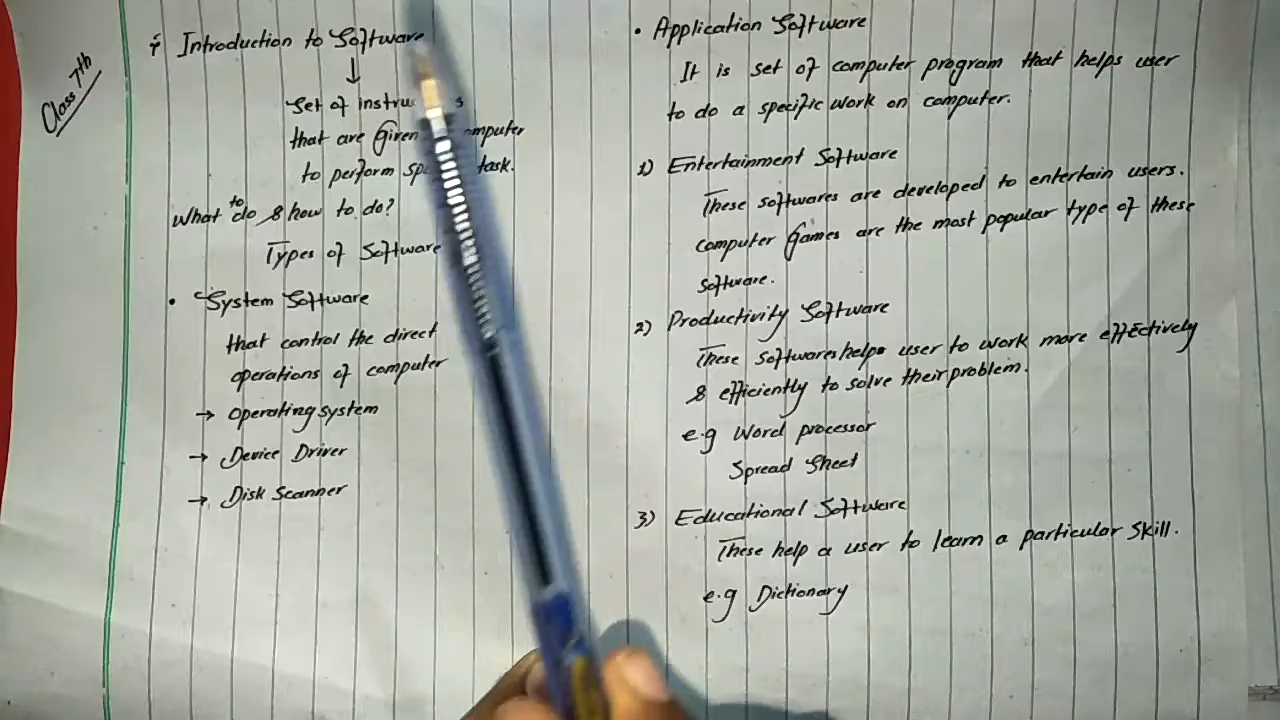 Class 7th
Introduction to Software
↓
Set of
that are Given
to perform task.
What to do & how to do?
Types of Software
• System Software
that control the direct
operations of computer
→ Operating system
→ Device Driver
→ Disk Scanner
• Application Software
It is set of computer program that helps user
to do a specific work on computer.
1) Entertainment Software
These softwares are developed to entertain users.
computer Games are the most popular type of these
software.
2) Productivity Software
These Softwares help user to work more effectively
& efficiently to solve their problem.
e.g Word processor
Spread Sheet
3) Educational Software
These help a user to learn a particular skill.
e.g Dictionary